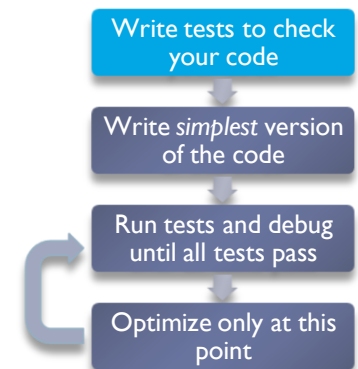 Write tests to check
your code
Write simplest version
of the code
Run tests and debug
until all tests pass
Optimize only at this
point